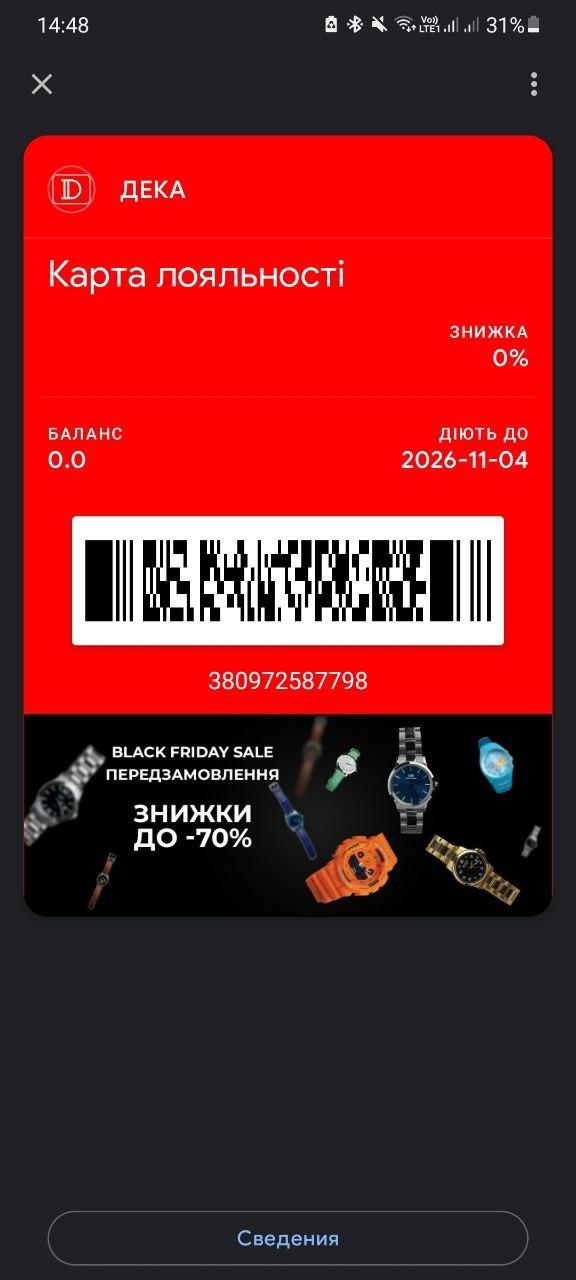 14:48
Vo)) LTE1 31%
D ДЕКА
Карта лояльності
ЗНИЖКА
0%
БАЛАНС ДІЮТЬ ДО
0.0 2026-11-04
380972587798
BLACK FRIDAY SALE
ПЕРЕДЗАМОВЛЕННЯ
ЗНИЖКИ
ДО -70%
Сведения